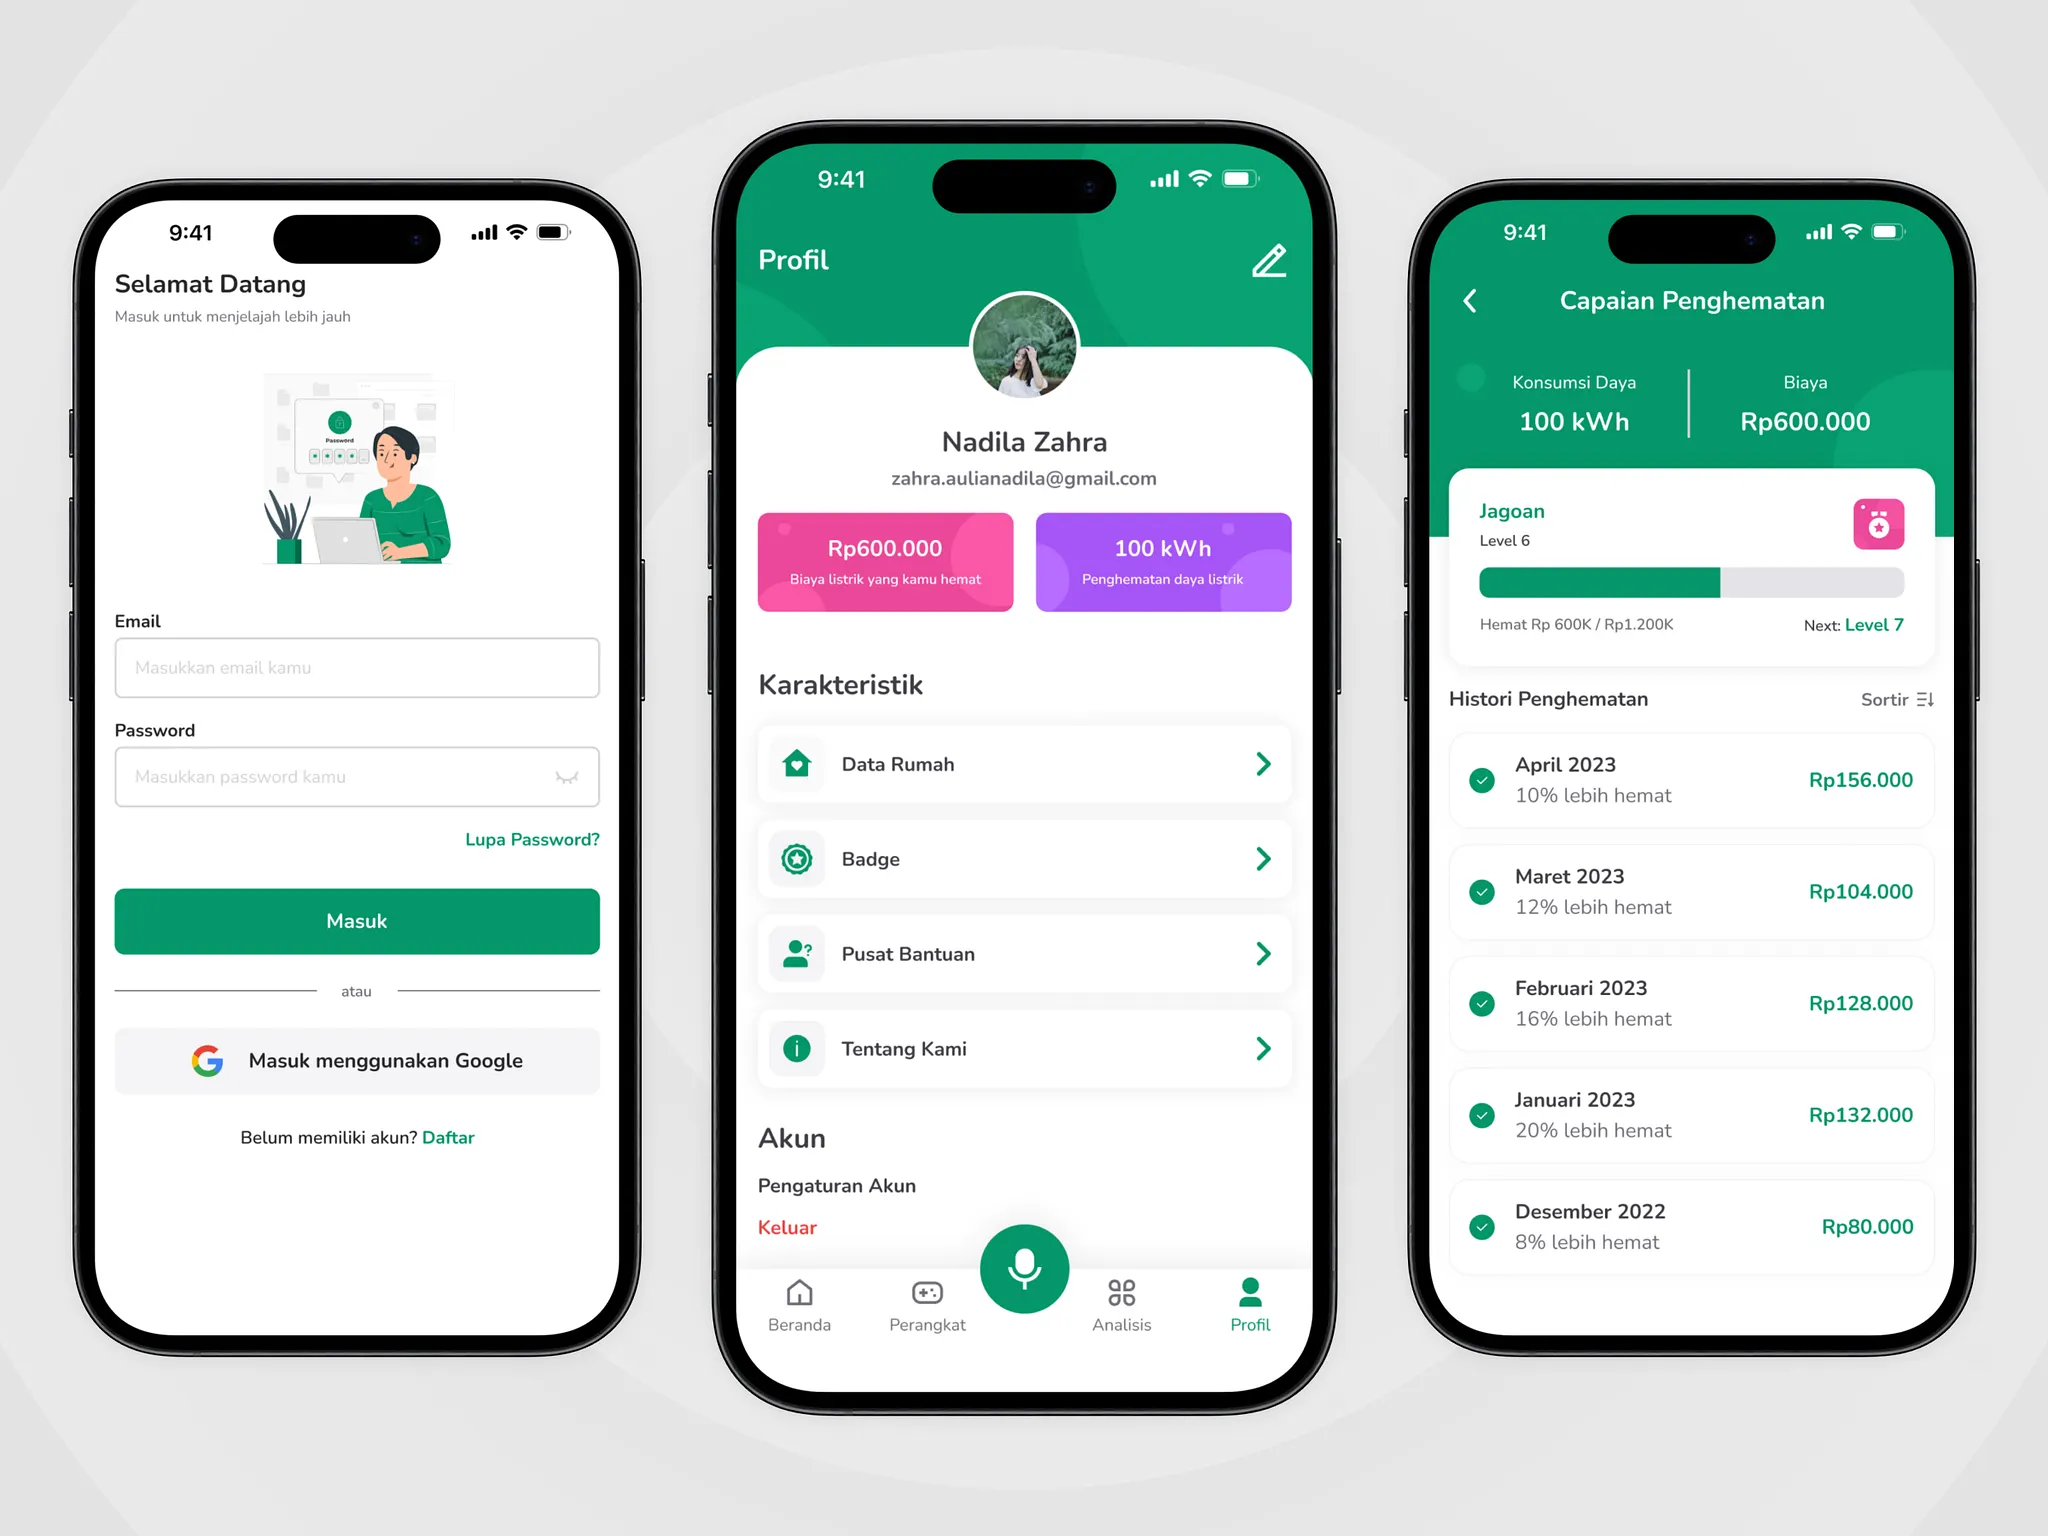 9:41
Selamat Datang
Masuk untuk menjelajah lebih jauh
Password
Email
Masukkan email kamu
Password
Masukkan password kamu
Lupa Password?
Masuk
atau
Masuk menggunakan Google
Belum memiliki akun? Daftar
9:41
Profil
Nadila Zahra
zahra.aulianadila@gmail.com
Rp600.000
Biaya listrik yang kamu hemat
100 kWh
Penghematan daya listrik
Karakteristik
Data Rumah
Badge
Pusat Bantuan
Tentang Kami
Akun
Pengaturan Akun
Keluar
Beranda
Perangkat
Analisis
Profil
9:41
Capaian Penghematan
Konsumsi Daya
100 kWh
Biaya
Rp600.000
Jagoan
Level 6
Hemat Rp 600K / Rp1.200K
Next: Level 7
Histori Penghematan
Sortir
April 2023
10% lebih hemat
Rp156.000
Maret 2023
12% lebih hemat
Rp104.000
Februari 2023
16% lebih hemat
Rp128.000
Januari 2023
20% lebih hemat
Rp132.000
Desember 2022
8% lebih hemat
Rp80.000